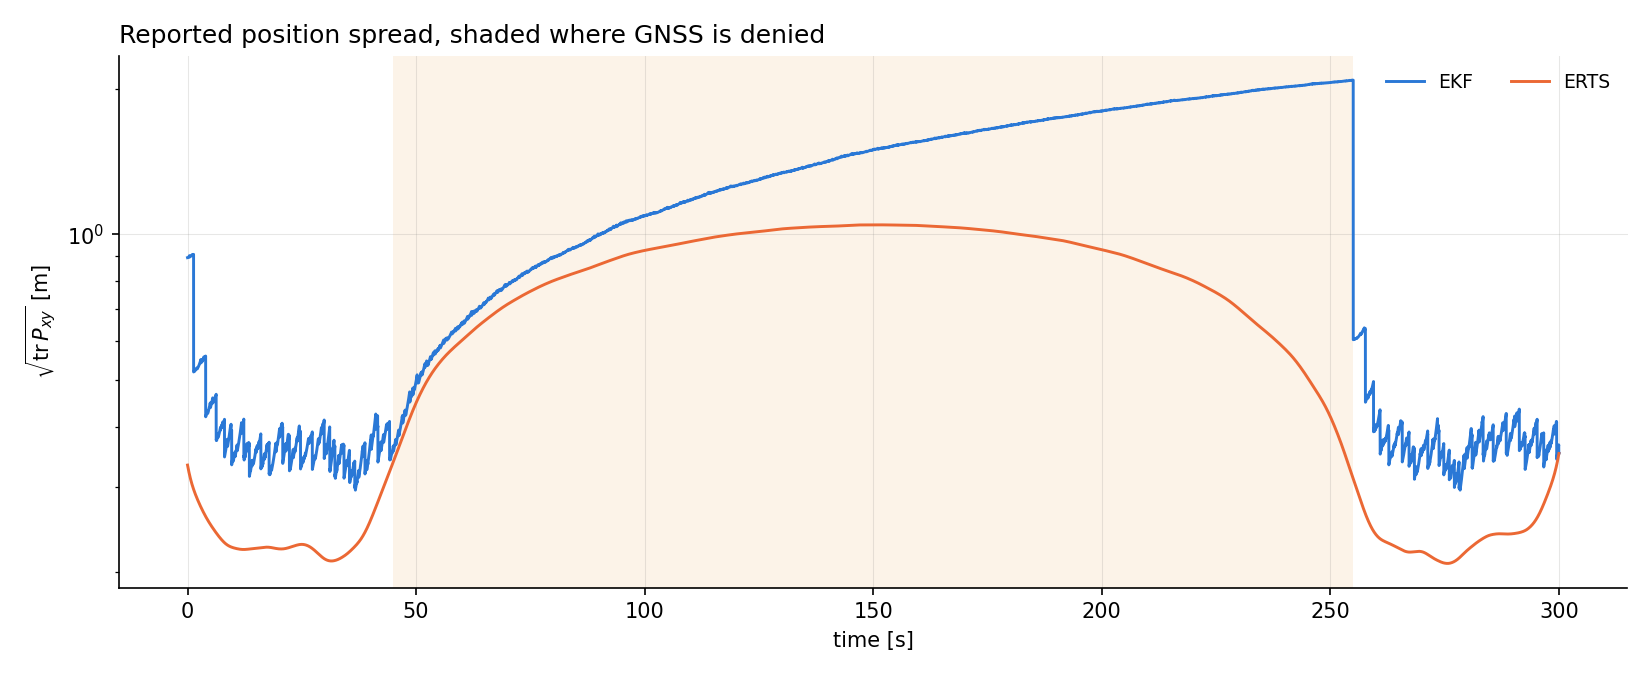 Reported position spread, shaded where GNSS is denied
EKF
ERTS
10⁰
√tr Pxy [m]
0 50 100 150 200 250 300
time [s]